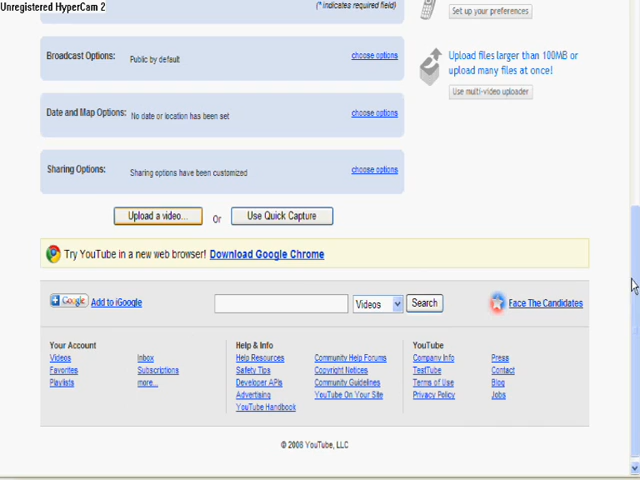 Unregistered HyperCam 2
(* indicates required field)
Set up your preferences
Broadcast Options: Public by default choose options
Upload files larger than 100MB or
upload many files at once!
Use multi-video uploader
Date and Map Options: No date or location has been set choose options
Sharing Options: Sharing options have been customized choose options
Upload a video... Or Use Quick Capture
Try YouTube in a new web browser! Download Google Chrome
Google Add to iGoogle Videos Search Face The Candidates
Your Account Help & Info YouTube
Videos Inbox Help Resources Community Help Forums Company Info Press
Favorites Subscriptions Safety Tips Copyright Notices TestTube Contact
Playlists more... Developer APIs Community Guidelines Terms of Use Blog
Advertising YouTube On Your Site Privacy Policy Jobs
YouTube Handbook
© 2008 YouTube, LLC